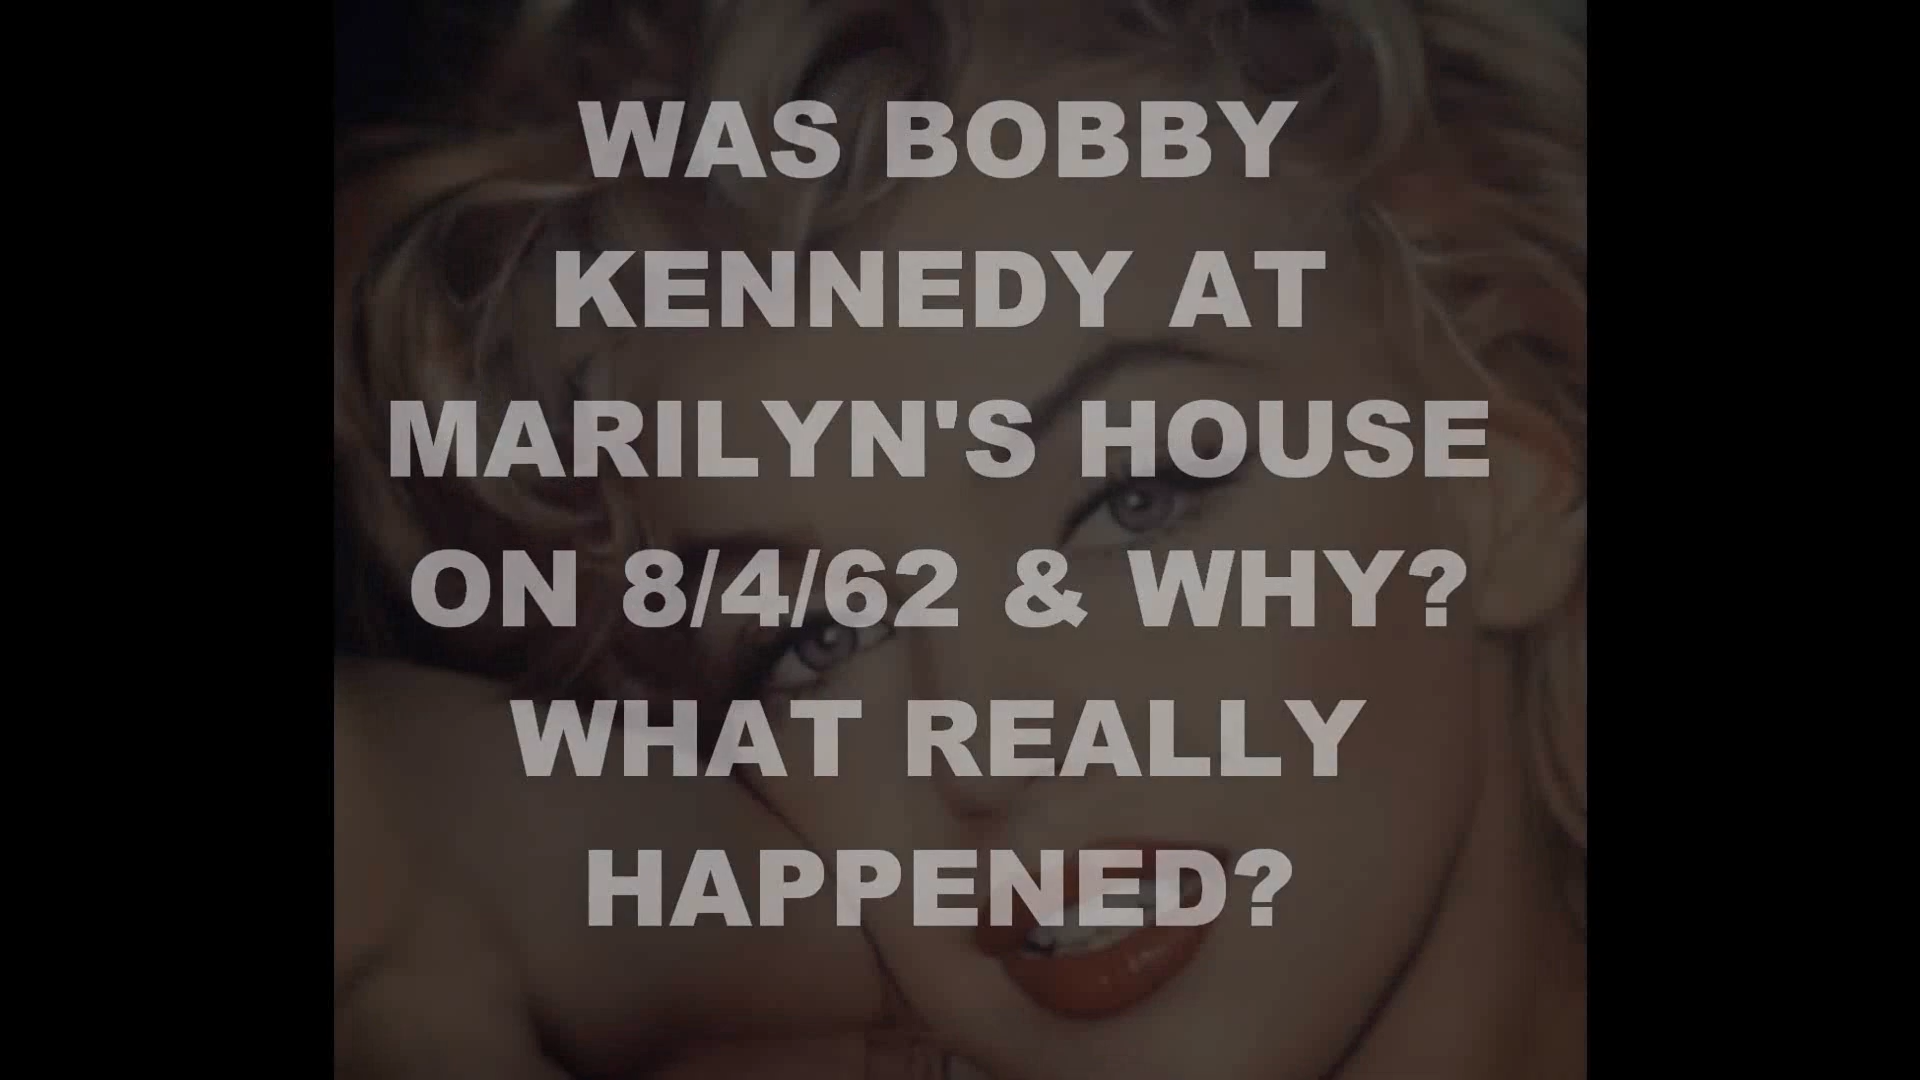 WAS BOBBY
KENNEDY AT
MARILYN'S HOUSE
ON 8/4/62 & WHY?
WHAT REALLY
HAPPENED?